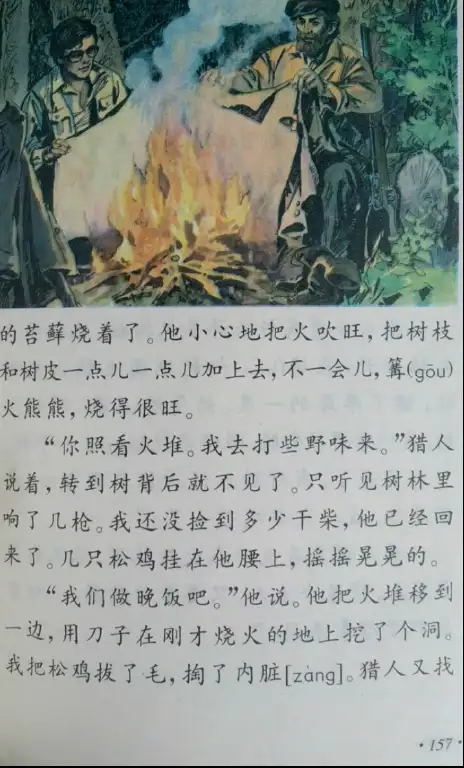 的苔藓烧着了。他小心地把火吹旺,把树枝
和树皮一点儿一点儿加上去,不一会儿,篝(gōu)
火熊熊,烧得很旺。
“你照看火堆。我去打些野味来。”猎人
说着,转到树背后就不见了。只听见树林里
响了几枪。我还没捡到多少干柴,他已经回
来了。几只松鸡挂在他腰上,摇摇晃晃的。
“我们做晚饭吧。”他说。他把火堆移到
一边,用刀子在刚才烧火的地上挖了个洞。
我把松鸡拔了毛,掏了内脏[zàng]。猎人又找
·157·